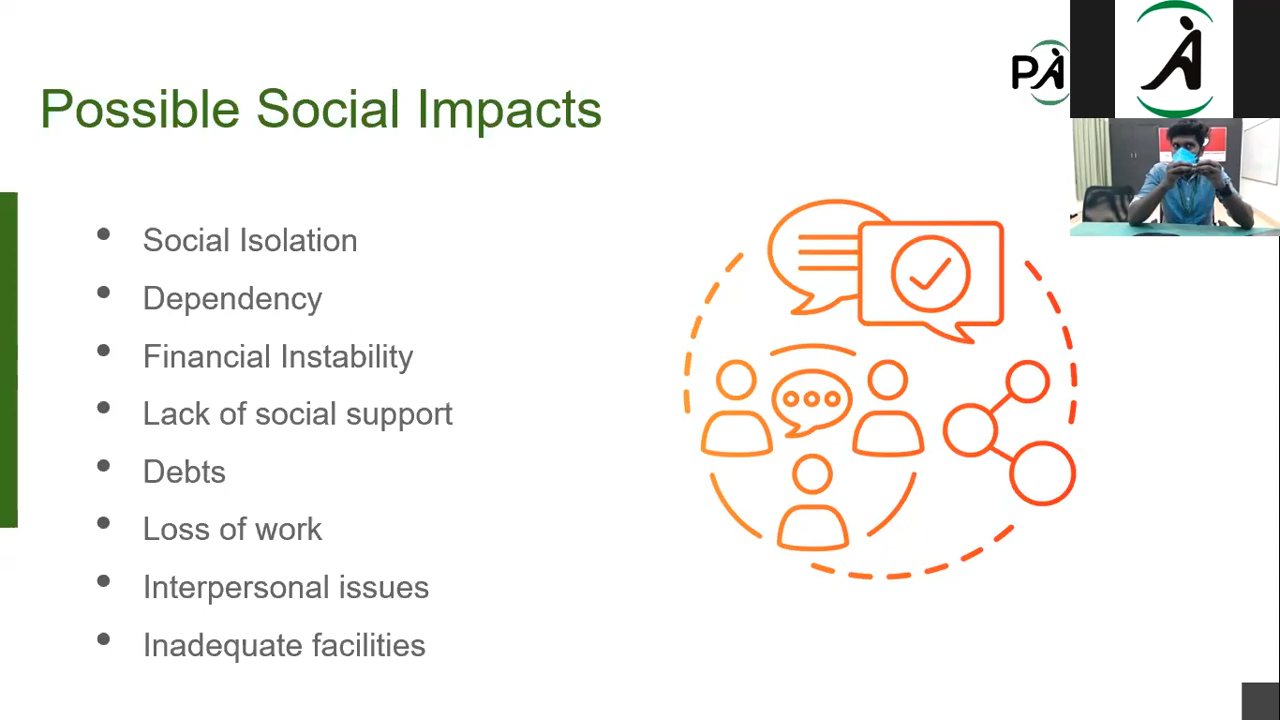 Possible Social Impacts
PA
Social Isolation
Dependency
Financial Instability
Lack of social support
Debts
Loss of work
Interpersonal issues
Inadequate facilities